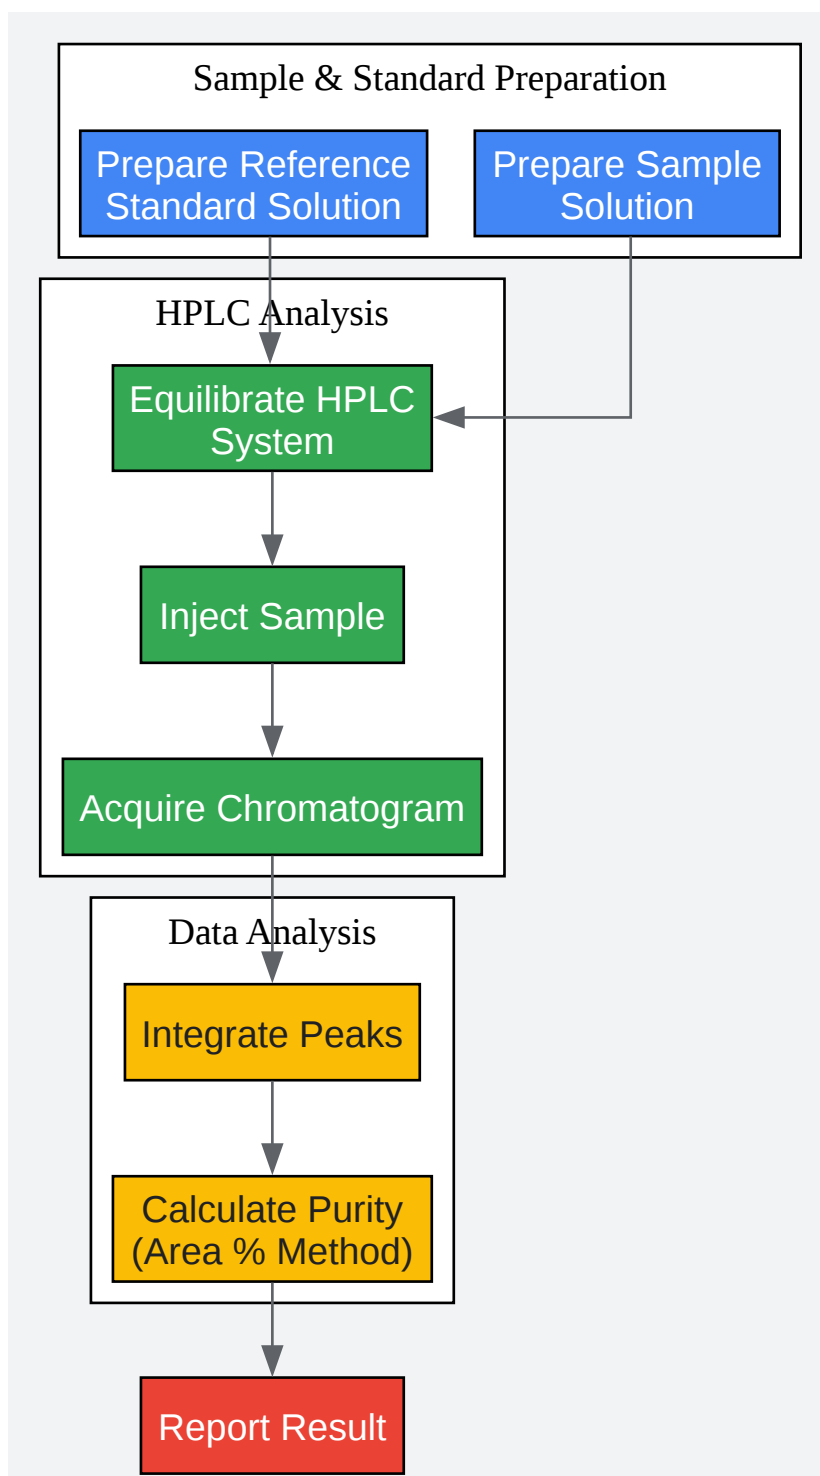 Sample & Standard Preparation
Prepare Reference
Standard Solution
Prepare Sample
Solution
HPLC Analysis
Equilibrate HPLC
System
Inject Sample
Acquire Chromatogram
Data Analysis
Integrate Peaks
Calculate Purity
(Area % Method)
Report Result